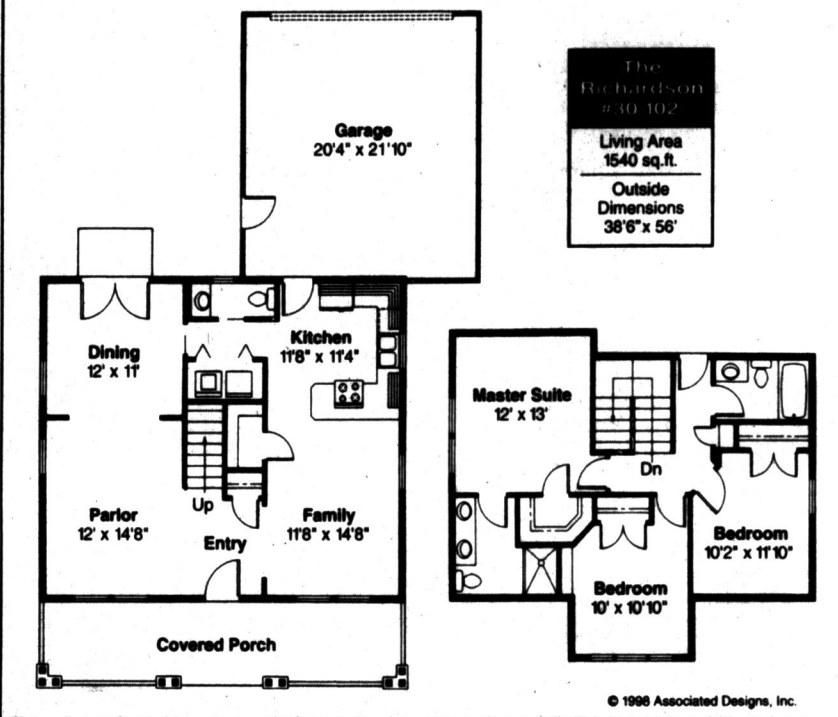 Garage
20'4" x 21'10"
The
Richardson
#30-102
Living Area
1540 sq.ft.
Outside
Dimensions
38'6" x 56'
Dining
12' x 11'
Kitchen
11'8" x 11'4"
Up
Parlor
12' x 14'8"
Entry
Family
11'8" x 14'8"
Covered Porch
Master Suite
12' x 13'
Dn
Bedroom
10'2" x 11'10"
Bedroom
10' x 10'10"
© 1998 Associated Designs, Inc.